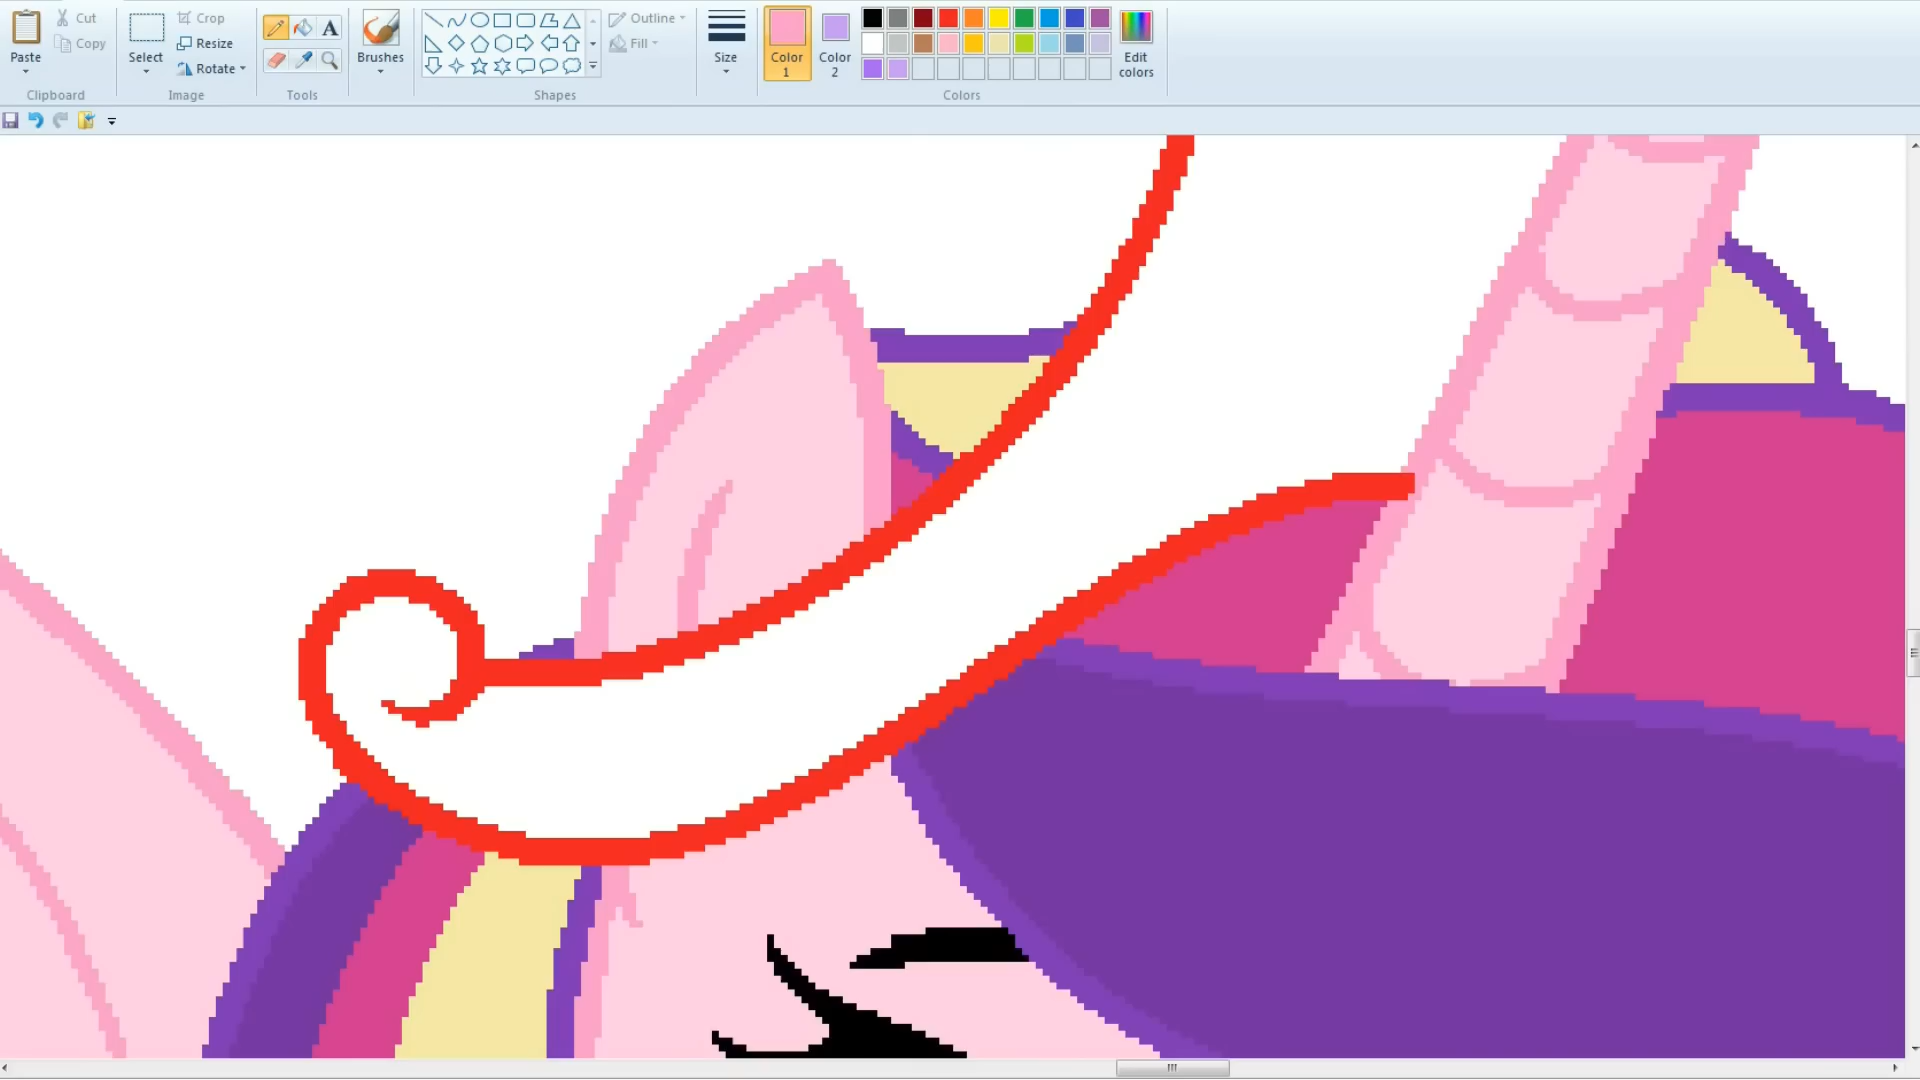 Paste
Cut
Copy
Clipboard
Select
Crop
Resize
Rotate
Image
A
Tools
Brushes
Outline
Fill
Shapes
Size
Color
1
Color
2
Edit
colors
Colors